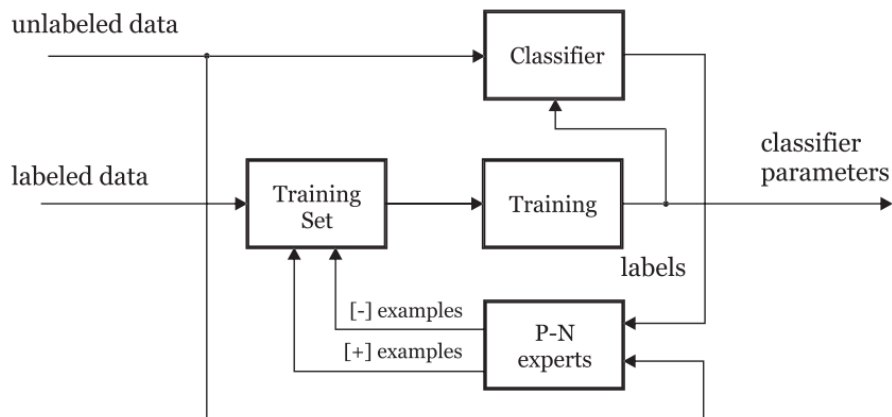 unlabeled data
Classifier
labeled data
Training
Set
Training
classifier
parameters
labels
[-] examples
[+] examples
P-N
experts